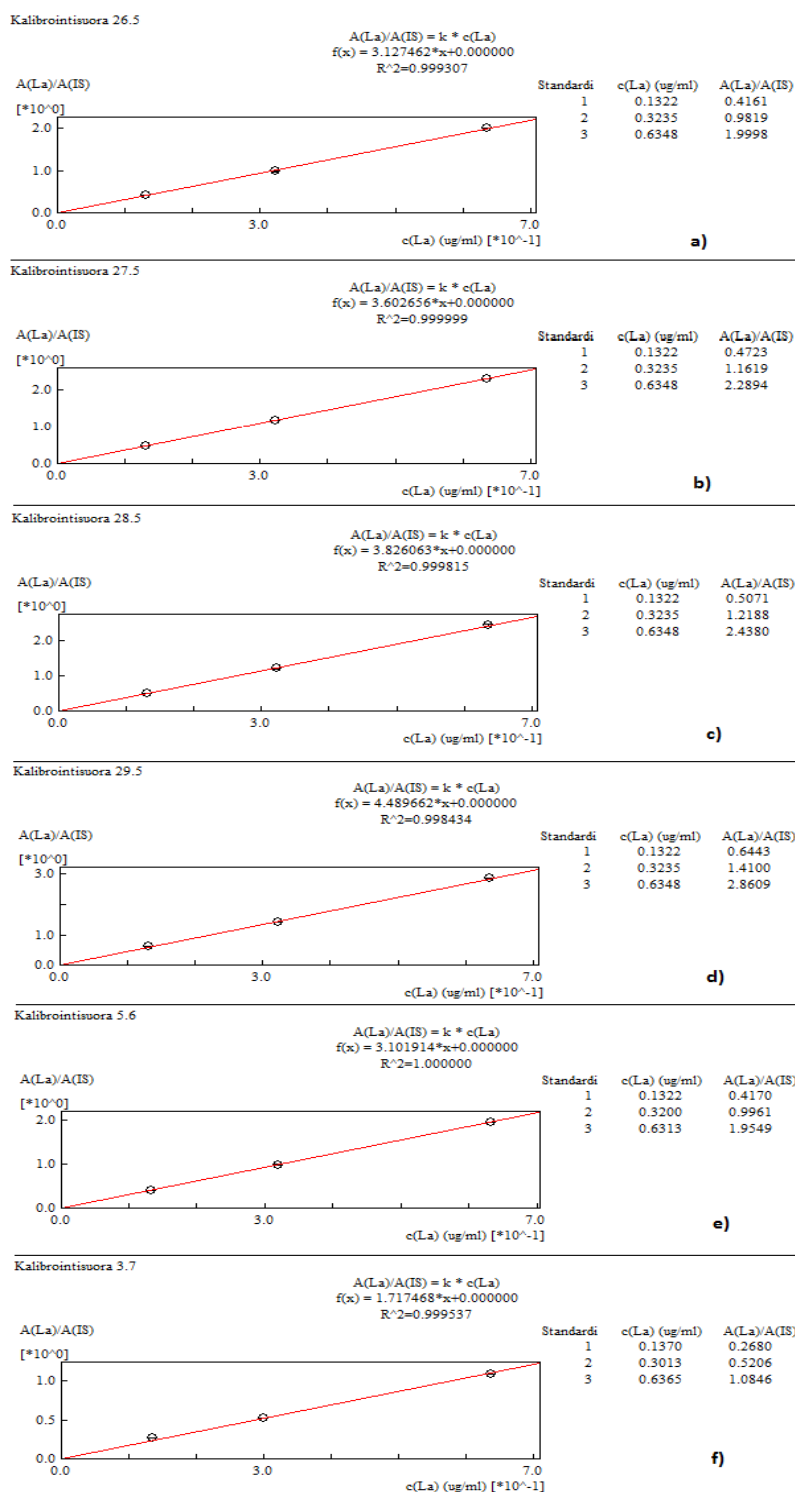 Kalibrointisuora 26.5
A(La)/A(IS) = k * c(La)
f(x) = 3.127462*x+0.000000
R^2=0.999307
A(La)/A(IS)
[*10^0]
Standardi c(La) (ug/ml) A(La)/A(IS)
1 0.1322 0.4161
2 0.3235 0.9819
3 0.6348 1.9998
2.0
1.0
0.0
0.0 3.0 7.0
c(La) (ug/ml) [*10^-1]
a)
Kalibrointisuora 27.5
A(La)/A(IS) = k * c(La)
f(x) = 3.602656*x+0.000000
R^2=0.999999
A(La)/A(IS)
[*10^0]
Standardi c(La) (ug/ml) A(La)/A(IS)
1 0.1322 0.4723
2 0.3235 1.1619
3 0.6348 2.2894
2.0
1.0
0.0
0.0 3.0 7.0
c(La) (ug/ml) [*10^-1]
b)
Kalibrointisuora 28.5
A(La)/A(IS) = k * c(La)
f(x) = 3.826063*x+0.000000
R^2=0.999815
A(La)/A(IS)
[*10^0]
Standardi c(La) (ug/ml) A(La)/A(IS)
1 0.1322 0.5071
2 0.3235 1.2188
3 0.6348 2.4380
2.0
1.0
0.0
0.0 3.0 7.0
c(La) (ug/ml) [*10^-1]
c)
Kalibrointisuora 29.5
A(La)/A(IS) = k * c(La)
f(x) = 4.489662*x+0.000000
R^2=0.998434
A(La)/A(IS)
[*10^0]
Standardi c(La) (ug/ml) A(La)/A(IS)
1 0.1322 0.6443
2 0.3235 1.4100
3 0.6348 2.8609
3.0
1.0
0.0
0.0 3.0 7.0
c(La) (ug/ml) [*10^-1]
d)
Kalibrointisuora 5.6
A(La)/A(IS) = k * c(La)
f(x) = 3.101914*x+0.000000
R^2=1.000000
A(La)/A(IS)
[*10^0]
Standardi c(La) (ug/ml) A(La)/A(IS)
1 0.1322 0.4170
2 0.3200 0.9961
3 0.6313 1.9549
2.0
1.0
0.0
0.0 3.0 7.0
c(La) (ug/ml) [*10^-1]
e)
Kalibrointisuora 3.7
A(La)/A(IS) = k * c(La)
f(x) = 1.717468*x+0.000000
R^2=0.999537
A(La)/A(IS)
[*10^0]
Standardi c(La) (ug/ml) A(La)/A(IS)
1 0.1370 0.2680
2 0.3013 0.5206
3 0.6365 1.0846
1.0
0.5
0.0
0.0 3.0 7.0
c(La) (ug/ml) [*10^-1]
f)